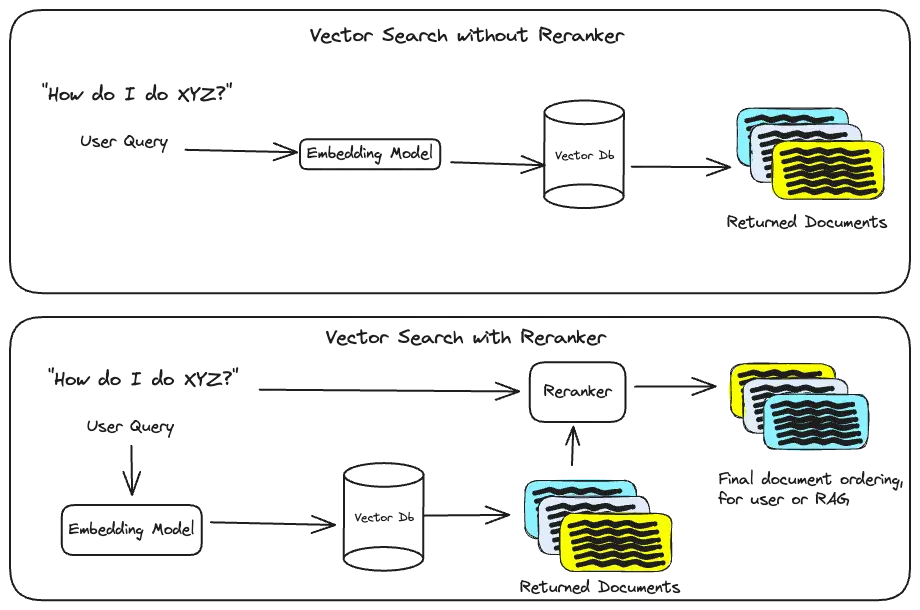 Vector Search without Reranker
"How do I do XYZ?"
User Query
Embedding Model
Vector Db
Returned Documents
Vector Search with Reranker
"How do I do XYZ?"
Reranker
User Query
Final document ordering,
for user or RAG
Embedding Model
Vector Db
Returned Documents